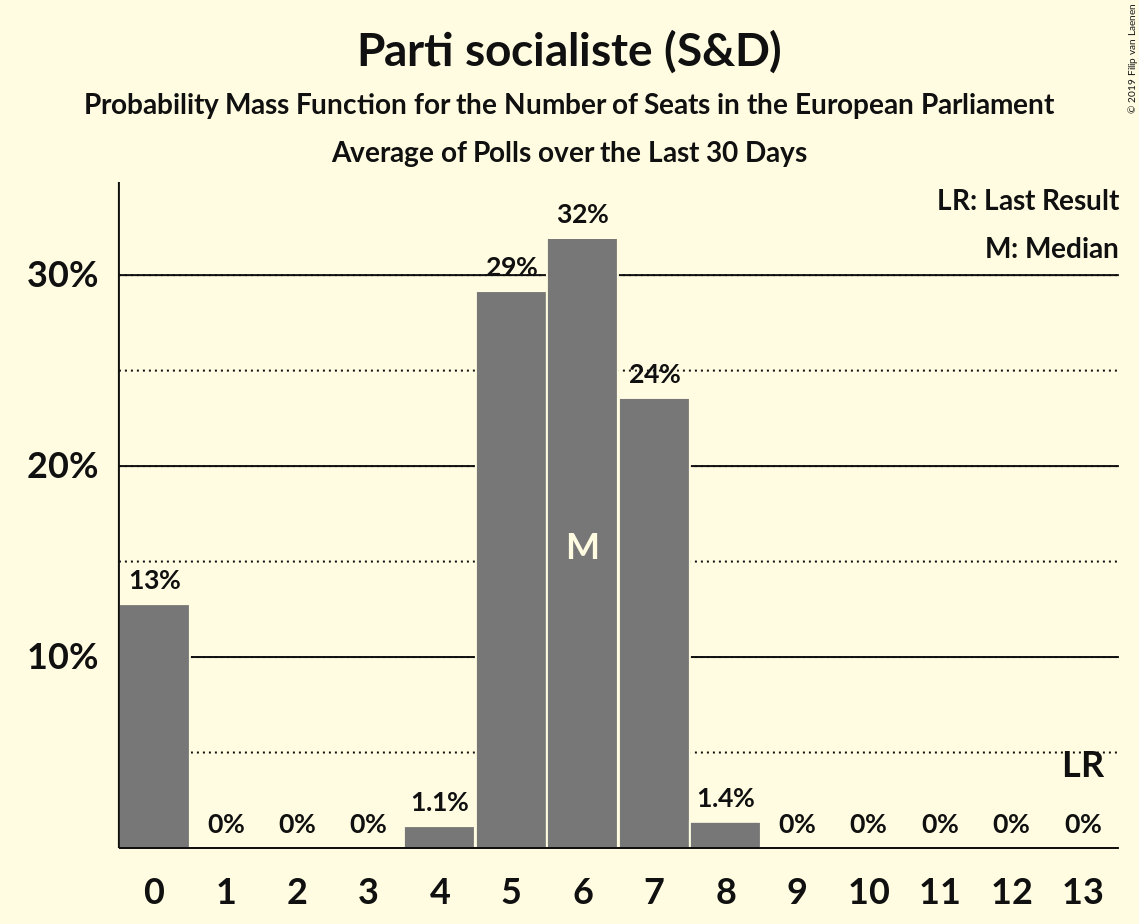 Parti socialiste (S&D)
Probability Mass Function for the Number of Seats in the European Parliament
Average of Polls over the Last 30 Days
© 2019 Filip van Laenen
LR: Last Result
M: Median
32%
30%
29%
24%
20%
M
13%
10%
LR
1.1%
1.4%
0% 0% 0% 0% 0% 0% 0% 0%
0 1 2 3 4 5 6 7 8 9 10 11 12 13